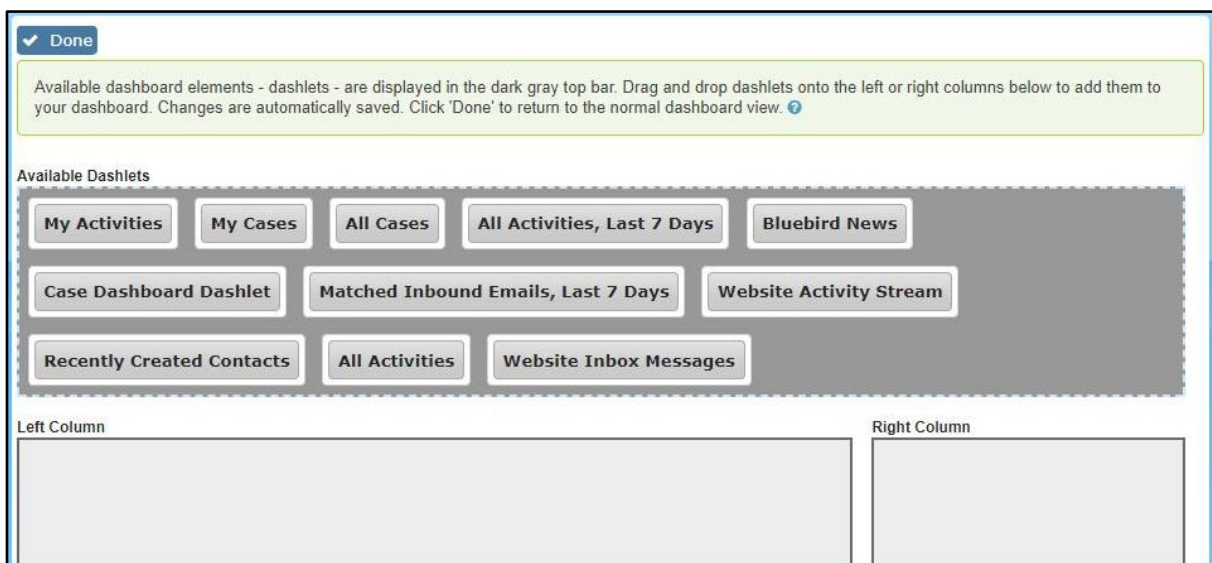 Done
Available dashboard elements - dashlets - are displayed in the dark gray top bar. Drag and drop dashlets onto the left or right columns below to add them to
your dashboard. Changes are automatically saved. Click 'Done' to return to the normal dashboard view. ?
Available Dashlets
My Activities My Cases All Cases All Activities, Last 7 Days Bluebird News
Case Dashboard Dashlet Matched Inbound Emails, Last 7 Days Website Activity Stream
Recently Created Contacts All Activities Website Inbox Messages
Left Column Right Column